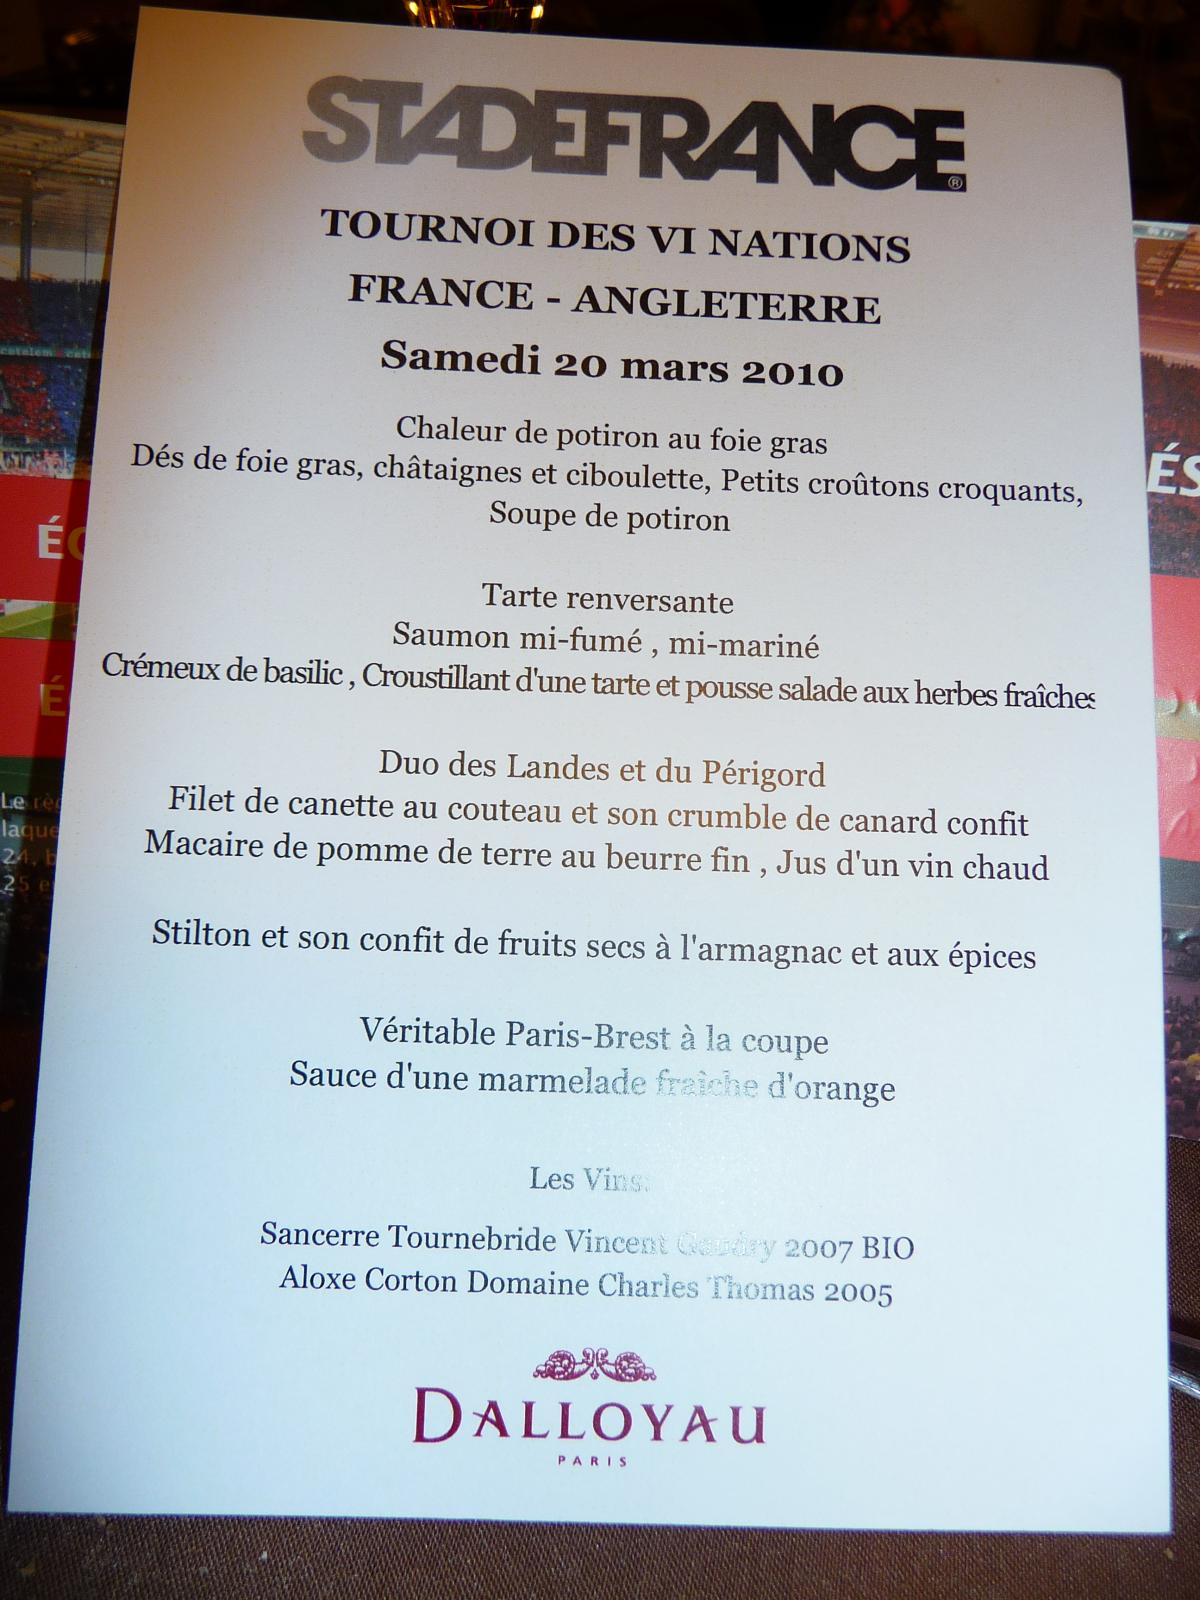 STADEFRANCE®
TOURNOI DES VI NATIONS
FRANCE - ANGLETERRE
Samedi 20 mars 2010
Chaleur de potiron au foie gras
Dés de foie gras, châtaignes et ciboulette, Petits croûtons croquants,
Soupe de potiron
Tarte renversante
Saumon mi-fumé , mi-mariné
Crémeux de basilic , Croustillant d'une tarte et pousse salade aux herbes fraîches
Duo des Landes et du Périgord
Filet de canette au couteau et son crumble de canard confit
Macaire de pomme de terre au beurre fin , Jus d'un vin chaud
Stilton et son confit de fruits secs à l'armagnac et aux épices
Véritable Paris-Brest à la coupe
Sauce d'une marmelade fraîche d'orange
Les Vins:
Sancerre Tournebride Vincent Gaudry 2007 BIO
Aloxe Corton Domaine Charles Thomas 2005
DALLOYAU
PARIS